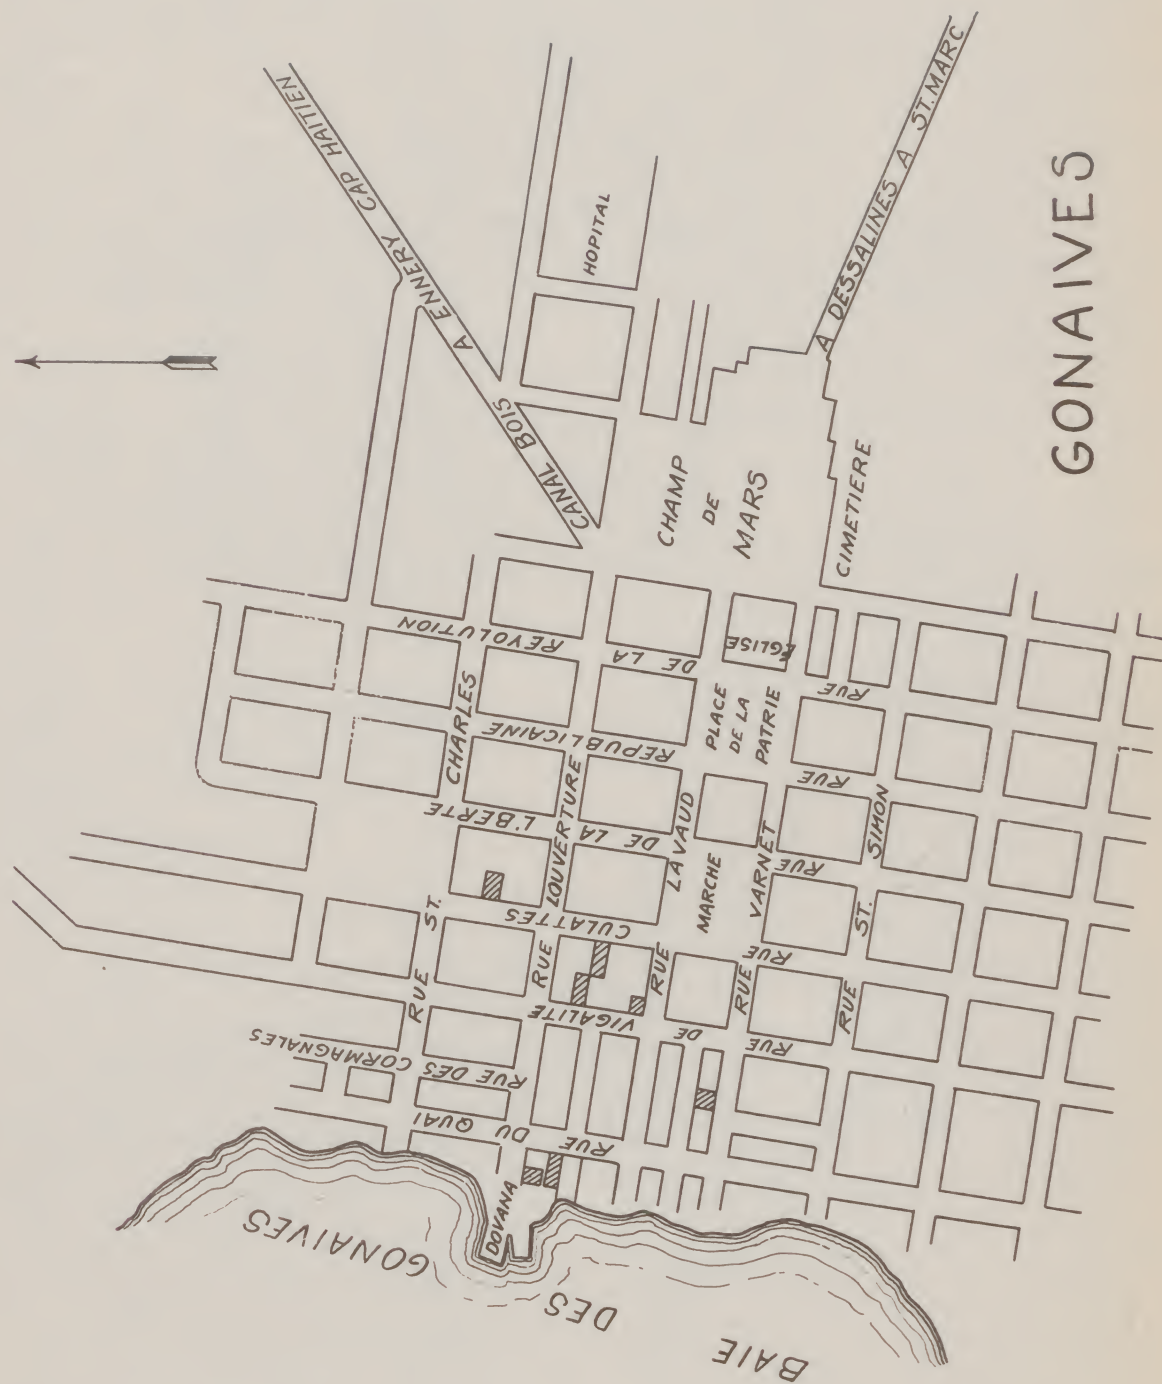 GONAIVES
A ENNERY CAP HAITIEN
CANAL BOIS
HOPITAL
A DESSALINES A ST. MARC
CHAMP
DE
MARS
CIMETIERE
EGLISE
PLACE
DE LA
PATRIE
MARCHE
RUE ST. CHARLES
RUE LOUVERTURE
RUE LAVAUD
RUE VARNET
RUE ST. SIMON
RUE DE LA REVOLUTION
RUE REPUBLICAINE
RUE DE LA L'BERTE
RUE CULATTES
RUE DE VIGALITE
RUE DES CORMAGNALES
RUE DU QUAI
DOVANA
BAIE DES GONAIVES